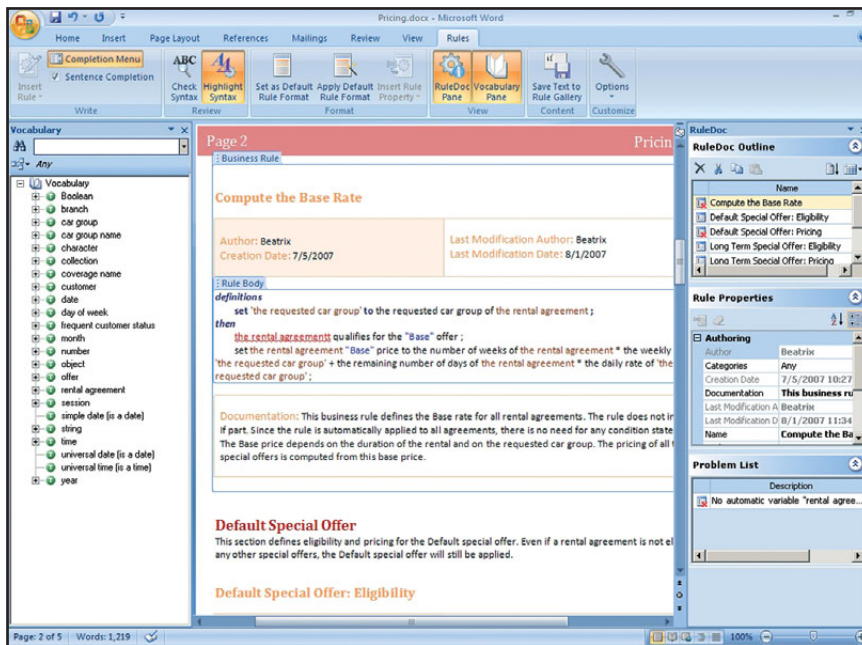 Pricing.docx - Microsoft Word
Home Insert Page Layout References Mailings Review View Rules
Insert Rule
Completion Menu
Sentence Completion
Write
ABC
Check Syntax
Highlight Syntax
Review
Set as Default Rule Format
Apply Default Rule Format
Insert Rule Property
Format
RuleDoc Pane
Vocabulary Pane
View
Save Text to Rule Gallery
Content
Options
Customize
Vocabulary
Any
Vocabulary
Boolean
branch
car group
car group name
character
collection
coverage name
customer
date
day of week
frequent customer status
month
number
object
offer
rental agreement
session
simple date (is a date)
string
time
universal date (is a date)
universal time (is a time)
year
Page 2 Pricin
Business Rule
Compute the Base Rate
Author: Beatrix
Creation Date: 7/5/2007
Last Modification Author: Beatrix
Last Modification Date: 8/1/2007
Rule Body
definitions
set 'the requested car group' to the requested car group of the rental agreement ;
then
the rental agreementt qualifies for the "Base" offer ;
set the rental agreement "Base" price to the number of weeks of the rental agreement * the weekly
'the requested car group' + the remaining number of days of the rental agreement * the daily rate of 'the
requested car group' ;
Documentation: This business rule defines the Base rate for all rental agreements. The rule does not in
If part. Since the rule is automatically applied to all agreements, there is no need for any condition state
The Base price depends on the duration of the rental and on the requested car group. The pricing of all
special offers is computed from this base price.
Default Special Offer
This section defines eligibility and pricing for the Default special offer. Even if a rental agreement is not el
any other special offers, the Default special offer will still be applied.
Default Special Offer: Eligibility
RuleDoc
RuleDoc Outline
Name
Compute the Base Rate
Default Special Offer: Eligibility
Default Special Offer: Pricing
Long Term Special Offer: Eligibility
Long Term Special Offer: Pricing
Rule Properties
Authoring
Author Beatrix
Categories Any
Creation Date 7/5/2007 10:27
Documentation This business ru
Last Modification A Beatrix
Last Modification D 8/1/2007 11:34
Name Compute the Ba
Problem List
Description
No automatic variable "rental agree...
Page: 2 of 5 Words: 1,219 100%